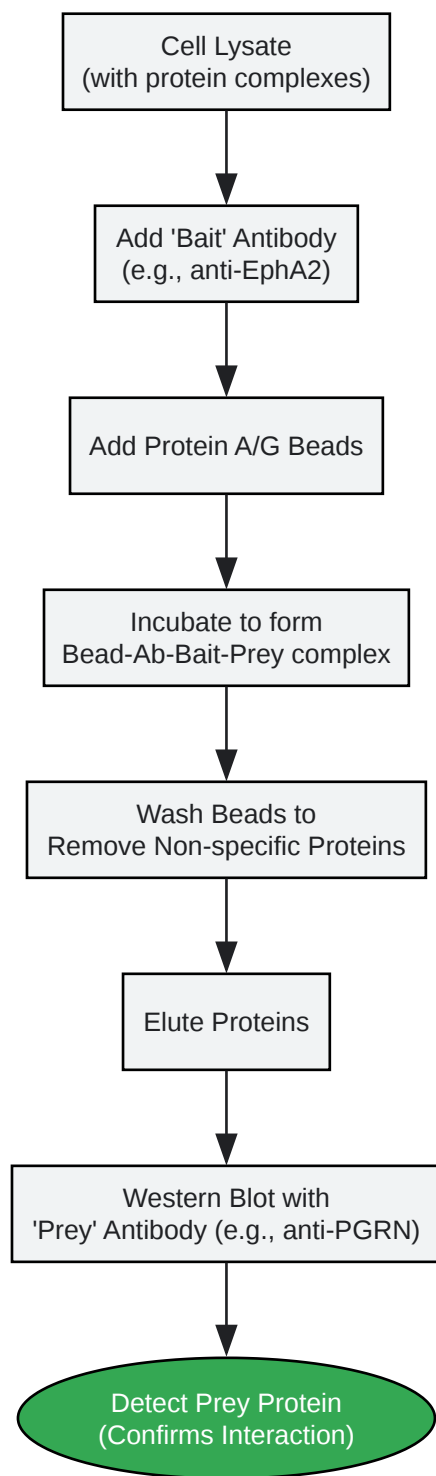 Cell Lysate
(with protein complexes)
Add 'Bait' Antibody
(e.g., anti-EphA2)
Add Protein A/G Beads
Incubate to form
Bead-Ab-Bait-Prey complex
Wash Beads to
Remove Non-specific Proteins
Elute Proteins
Western Blot with
'Prey' Antibody (e.g., anti-PGRN)
Detect Prey Protein
(Confirms Interaction)